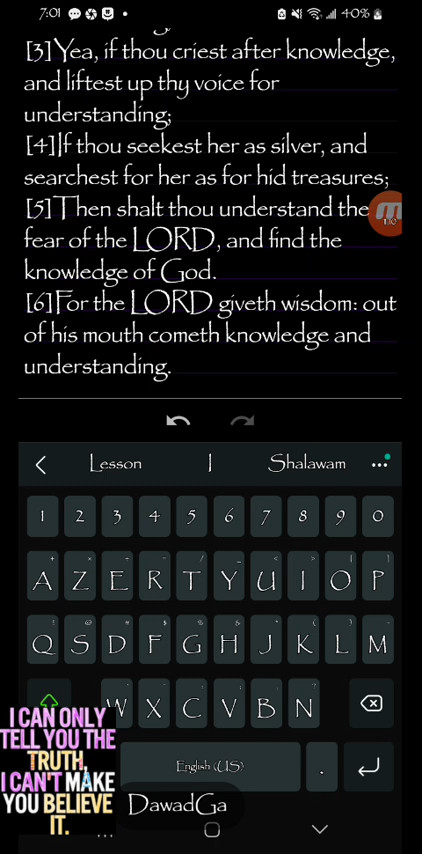 7:01
40%
[3]Yea, if thou criest after knowledge,
and liftest up thy voice for
understanding;
[4]If thou seekest her as silver, and
searchest for her as for hid treasures;
[5]Then shalt thou understand the
fear of the LORD, and find the
knowledge of God.
[6]For the LORD giveth wisdom: out
of his mouth cometh knowledge and
understanding.
Lesson I Shalawam
1 2 3 4 5 6 7 8 9 0
A Z E R T Y U I O P
Q S D F G H J K L M
W X C V B N
English (US) .
I CAN ONLY
TELL YOU THE
TRUTH,
I CAN'T MAKE
YOU BELIEVE
IT.
DawadGa